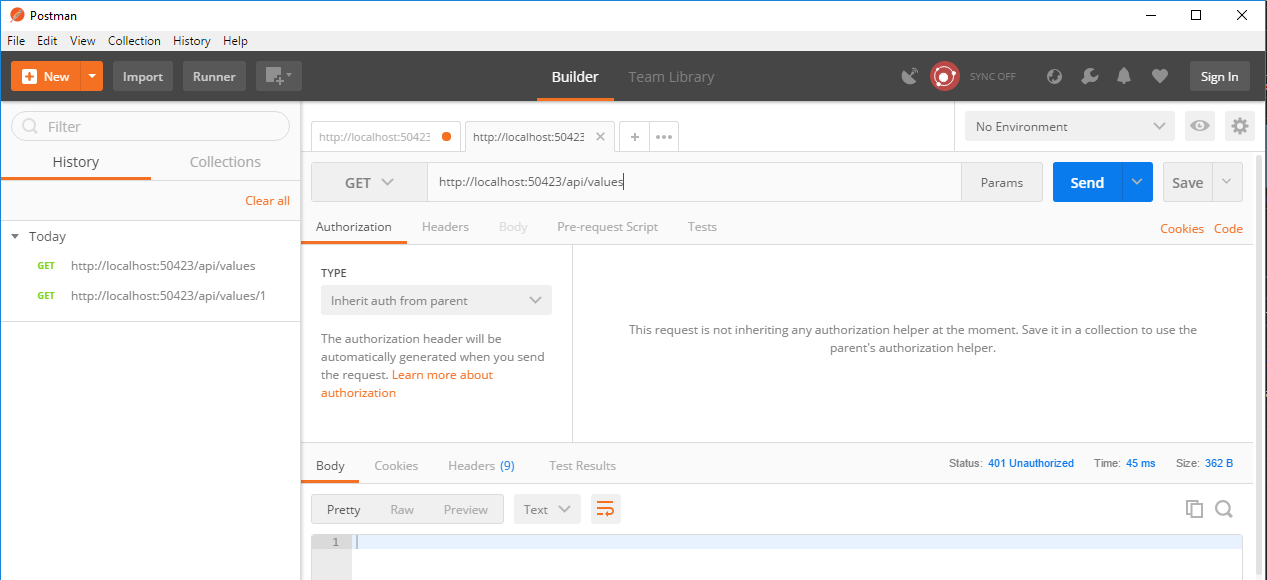 Postman
File Edit View Collection History Help
New Import Runner Builder Team Library SYNC OFF Sign In
Filter
History Collections
Clear all
Today
GET http://localhost:50423/api/values
GET http://localhost:50423/api/values/1
http://localhost:50423 http://localhost:50423 No Environment
GET http://localhost:50423/api/values Params Send Save
Authorization Headers Body Pre-request Script Tests Cookies Code
TYPE
Inherit auth from parent
The authorization header will be
automatically generated when you send
the request. Learn more about
authorization
This request is not inheriting any authorization helper at the moment. Save it in a collection to use the
parent's authorization helper.
Body Cookies Headers (9) Test Results Status: 401 Unauthorized Time: 45 ms Size: 362 B
Pretty Raw Preview Text
1